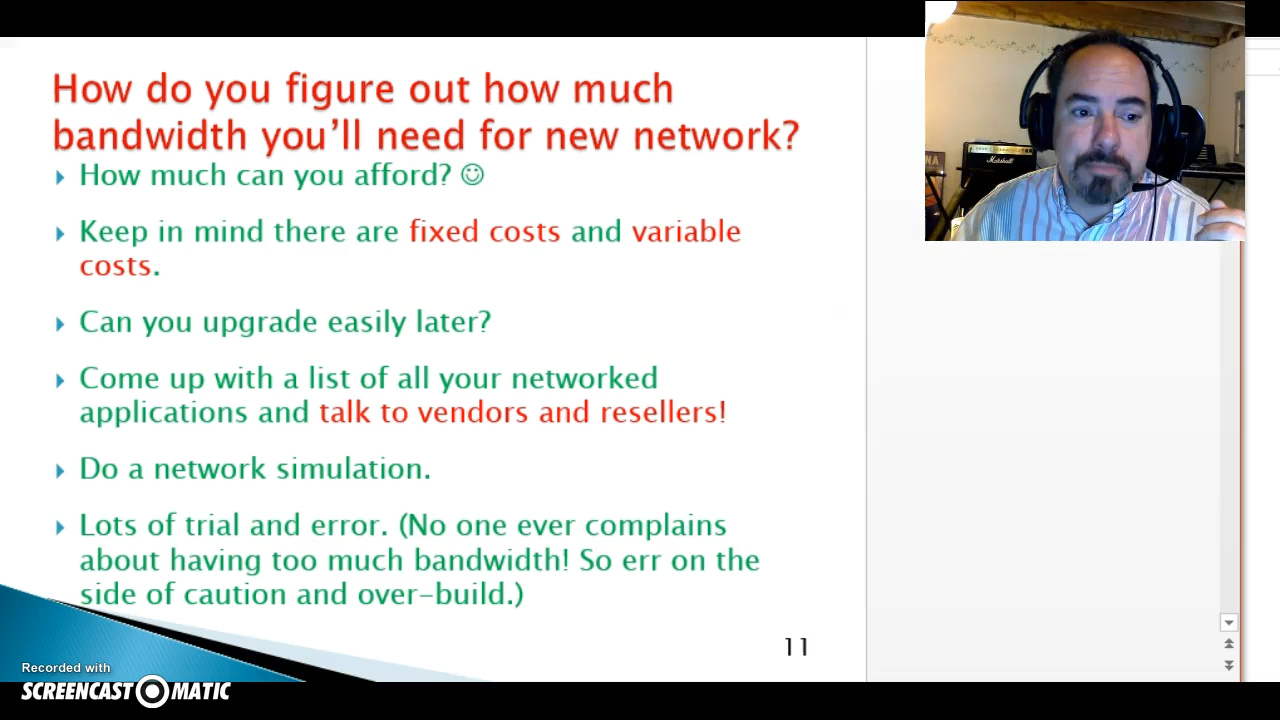 How do you figure out how much
bandwidth you'll need for new network?
How much can you afford? ☺
Keep in mind there are fixed costs and variable
costs.
Can you upgrade easily later?
Come up with a list of all your networked
applications and talk to vendors and resellers!
Do a network simulation.
Lots of trial and error. (No one ever complains
about having too much bandwidth! So err on the
side of caution and over-build.)
11
Marshall
Recorded with
SCREENCAST-O-MATIC